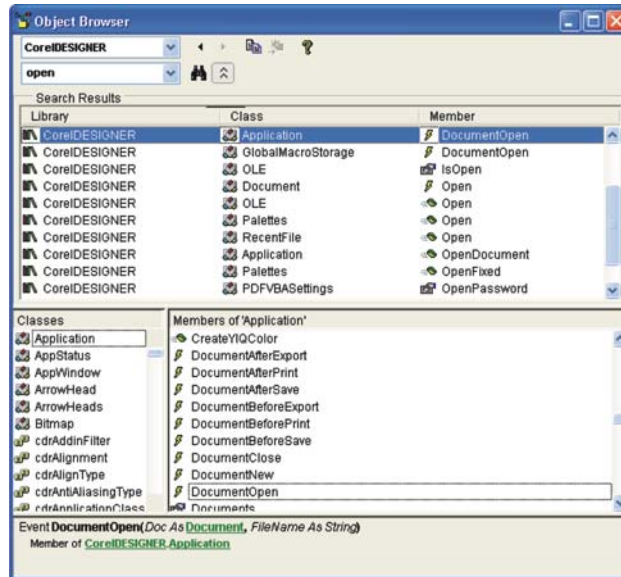 Object Browser
CorelDESIGNER
open
Search Results
Library Class Member
CorelDESIGNER Application DocumentOpen
CorelDESIGNER GlobalMacroStorage DocumentOpen
CorelDESIGNER OLE IsOpen
CorelDESIGNER Document Open
CorelDESIGNER OLE Open
CorelDESIGNER Palettes Open
CorelDESIGNER RecentFile Open
CorelDESIGNER Application OpenDocument
CorelDESIGNER Palettes OpenFixed
CorelDESIGNER PDFVBASettings OpenPassword
Classes Members of 'Application'
Application CreateYIQColor
AppStatus DocumentAfterExport
AppWindow DocumentAfterPrint
ArrowHead DocumentAfterSave
ArrowHeads DocumentBeforeExport
Bitmap DocumentBeforePrint
cdrAddinFilter DocumentBeforeSave
cdrAlignment DocumentClose
cdrAlignType DocumentNew
cdrAntiAliasingType DocumentOpen
cdrApplicationClass Documents
Event DocumentOpen(Doc As Document, FileName As String)
Member of CorelDESIGNER.Application